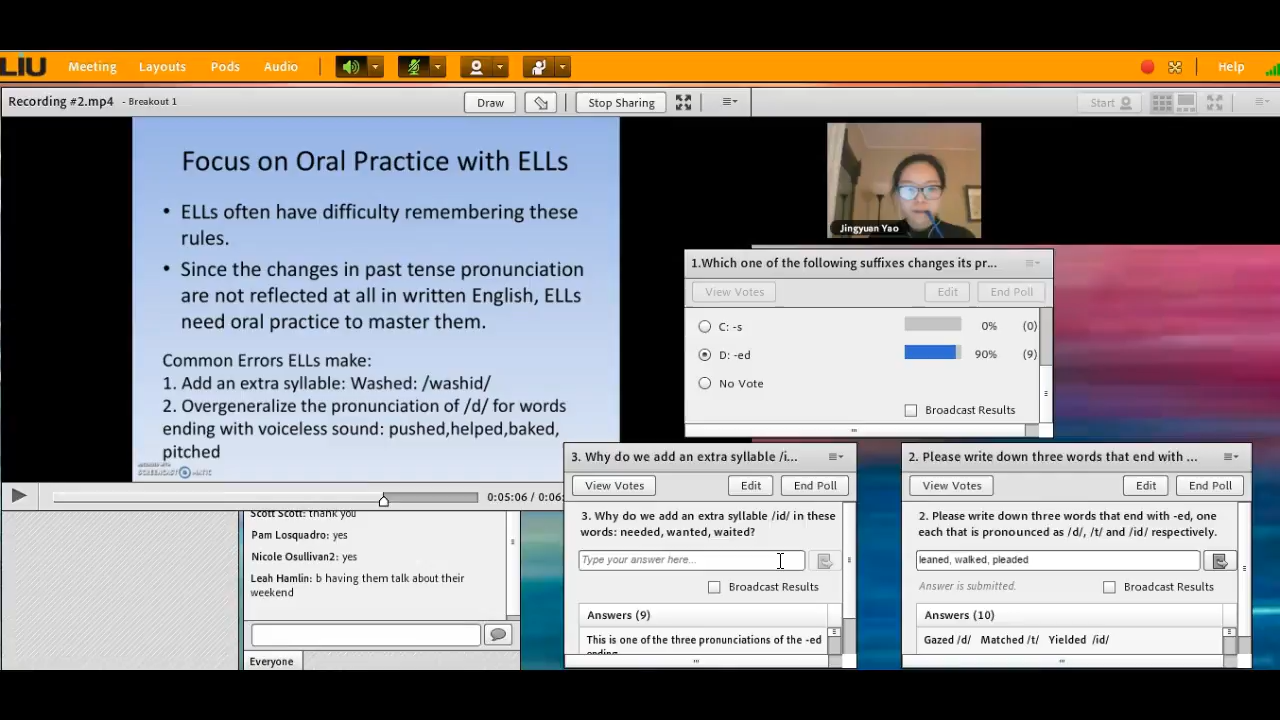 LIU
Meeting
Layouts
Pods
Audio
Help
Recording #2.mp4 - Breakout 1
Draw
Stop Sharing
Start
Focus on Oral Practice with ELLs
• ELLs often have difficulty remembering these
rules.
• Since the changes in past tense pronunciation
are not reflected at all in written English, ELLs
need oral practice to master them.
Common Errors ELLs make:
1. Add an extra syllable: Washed: /washid/
2. Overgeneralize the pronunciation of /d/ for words
ending with voiceless sound: pushed,helped,baked,
pitched
0:05:06 / 0:06:
Jingyuan Yao
1.Which one of the following suffixes changes its pr...
View Votes
Edit
End Poll
C: -s
0%
(0)
D: -ed
90%
(9)
No Vote
Broadcast Results
Scott Scott: thank you
Pam Losquadro: yes
Nicole Osullivan2: yes
Leah Hamlin: b having them talk about their
weekend
Everyone
3. Why do we add an extra syllable /i...
View Votes
Edit
End Poll
3. Why do we add an extra syllable /id/ in these
words: needed, wanted, waited?
Type your answer here...
Broadcast Results
Answers (9)
This is one of the three pronunciations of the -ed
ending
2. Please write down three words that end with ...
View Votes
Edit
End Poll
2. Please write down three words that end with -ed, one
each that is pronounced as /d/, /t/ and /id/ respectively.
leaned, walked, pleaded
Answer is submitted.
Broadcast Results
Answers (10)
Gazed /d/ Matched /t/ Yielded /id/